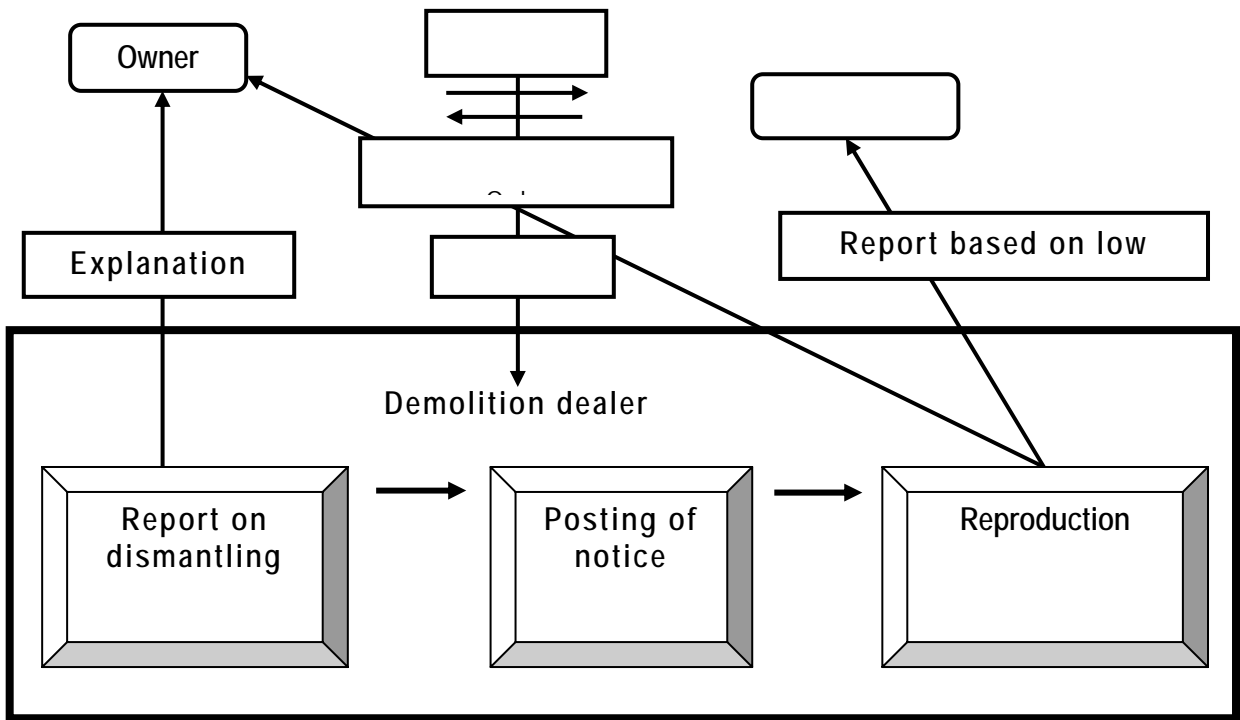 Owner
Explanation
Report based on low
Demolition dealer
Report on
dismantling
Posting of
notice
Reproduction